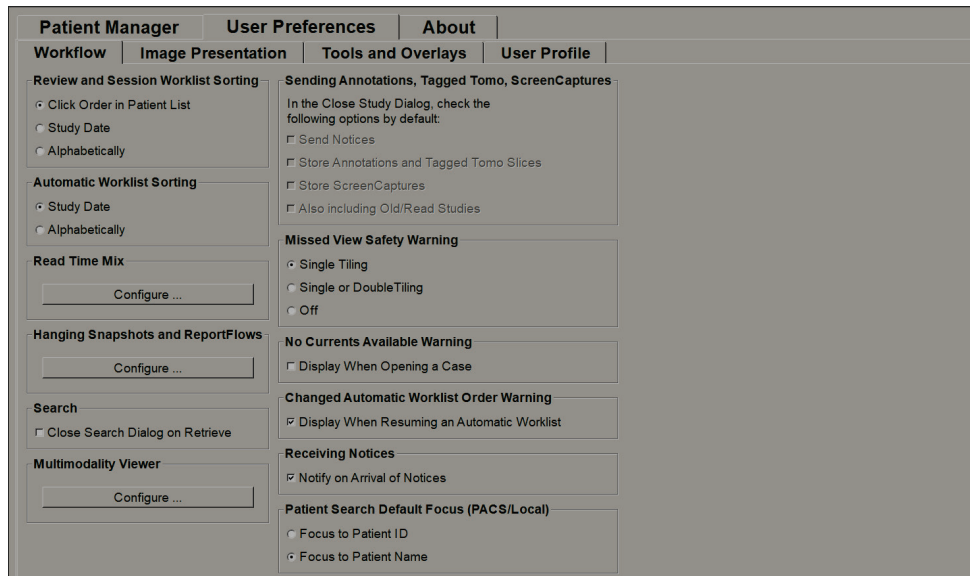 Patient Manager
User Preferences
About
Workflow
Image Presentation
Tools and Overlays
User Profile
Review and Session Worklist Sorting
Click Order in Patient List
Study Date
Alphabetically
Automatic Worklist Sorting
Study Date
Alphabetically
Read Time Mix
Configure ...
Hanging Snapshots and ReportFlows
Configure ...
Search
Close Search Dialog on Retrieve
Multimodality Viewer
Configure ...
Sending Annotations, Tagged Tomo, ScreenCaptures
In the Close Study Dialog, check the
following options by default:
Send Notices
Store Annotations and Tagged Tomo Slices
Store ScreenCaptures
Also including Old/Read Studies
Missed View Safety Warning
Single Tiling
Single or DoubleTiling
Off
No Currents Available Warning
Display When Opening a Case
Changed Automatic Worklist Order Warning
Display When Resuming an Automatic Worklist
Receiving Notices
Notify on Arrival of Notices
Patient Search Default Focus (PACS/Local)
Focus to Patient ID
Focus to Patient Name